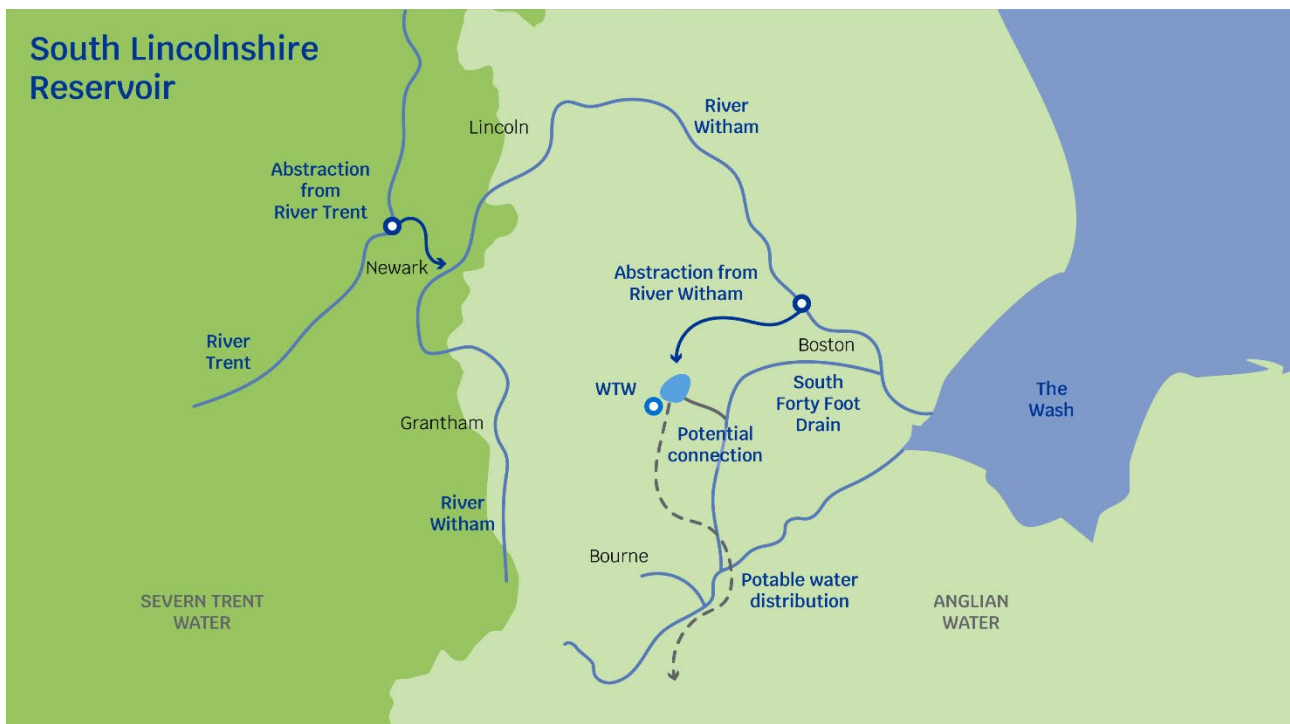 South Lincolnshire
Reservoir
Lincoln
River
Witham
Abstraction
from
River Trent
Newark
Abstraction from
River Witham
River
Trent
Boston
WTW
South
Forty Foot
Drain
The
Wash
Grantham
Potential
connection
River
Witham
Bourne
Potable water
distribution
SEVERN TRENT
WATER
ANGLIAN
WATER